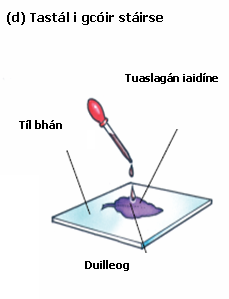 (d) Tastál i gcóir stáirse
Tuaslagán iaidíne
Tíl bhán
Duilleog